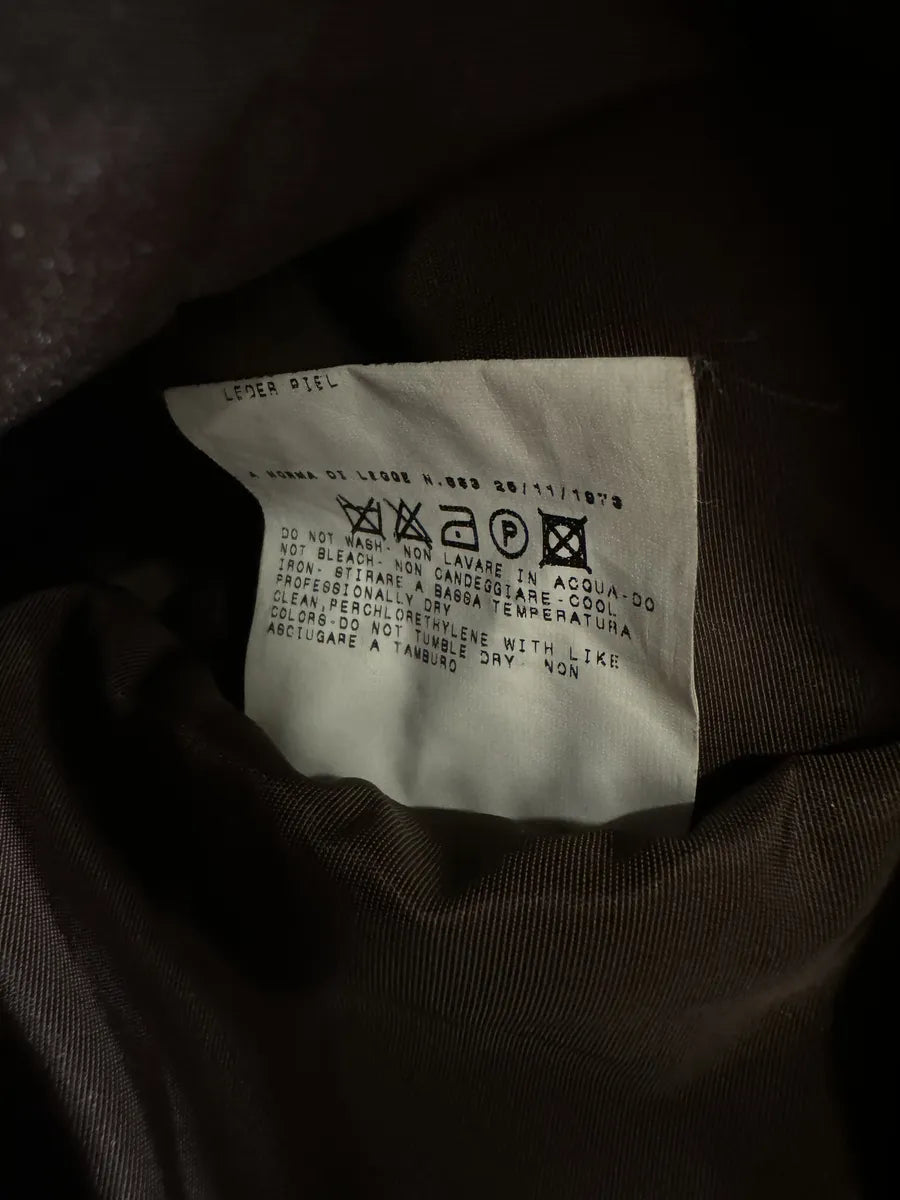 LEDER PIEL
A NORMA DI LEGGE N.883 26/11/1973
P
DO NOT WASH- NON LAVARE IN ACQUA-DO
NOT BLEACH- NON CANDEGGIARE-COOL
IRON- STIRARE A BASSA TEMPERATURA
PROFESSIONALLY DRY
CLEAN,PERCHLORETHYLENE WITH LIKE
COLORS-DO NOT TUMBLE DRY- NON
ASCIUGARE A TAMBURO